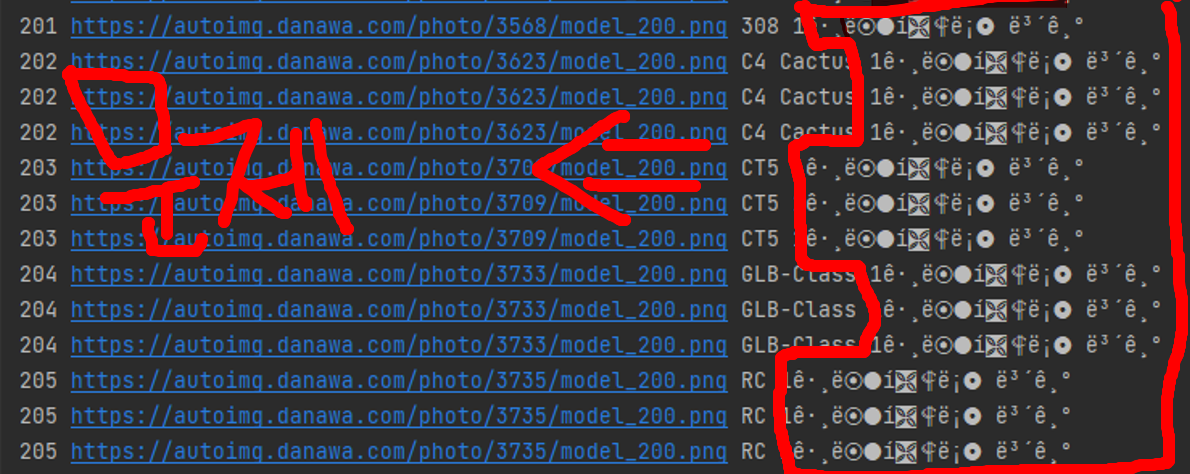 201 https://autoimg.danawa.com/photo/3568/model_200.png 308 1ê·¸ë⦿●í¶ë¡◘ ë³´ê¸°
202 https://autoimg.danawa.com/photo/3623/model_200.png C4 Cactus 1ê·¸ë⦿●í¶ë¡◘ ë³´ê¸°
202 https://autoimg.danawa.com/photo/3623/model_200.png C4 Cactus 1ê·¸ë⦿●í¶ë¡◘ ë³´ê¸°
202 https://autoimg.danawa.com/photo/3623/model_200.png C4 Cactus 1ê·¸ë⦿●í¶ë¡◘ ë³´ê¸°
203 https://autoimg.danawa.com/photo/3709/model_200.png CT5 1ê·¸ë⦿●í¶ë¡◘ ë³´ê¸°
문제
203 https://autoimg.danawa.com/photo/3709/model_200.png CT5 1ê·¸ë⦿●í¶ë¡◘ ë³´ê¸°
203 https://autoimg.danawa.com/photo/3709/model_200.png CT5 1ê·¸ë⦿●í¶ë¡◘ ë³´ê¸°
204 https://autoimg.danawa.com/photo/3733/model_200.png GLB-Class 1ê·¸ë⦿●í¶ë¡◘ ë³´ê¸°
204 https://autoimg.danawa.com/photo/3733/model_200.png GLB-Class 1ê·¸ë⦿●í¶ë¡◘ ë³´ê¸°
204 https://autoimg.danawa.com/photo/3733/model_200.png GLB-Class 1ê·¸ë⦿●í¶ë¡◘ ë³´ê¸°
205 https://autoimg.danawa.com/photo/3735/model_200.png RC 1ê·¸ë⦿●í¶ë¡◘ ë³´ê¸°
205 https://autoimg.danawa.com/photo/3735/model_200.png RC 1ê·¸ë⦿●í¶ë¡◘ ë³´ê¸°
205 https://autoimg.danawa.com/photo/3735/model_200.png RC 1ê·¸ë⦿●í¶ë¡◘ ë³´ê¸°